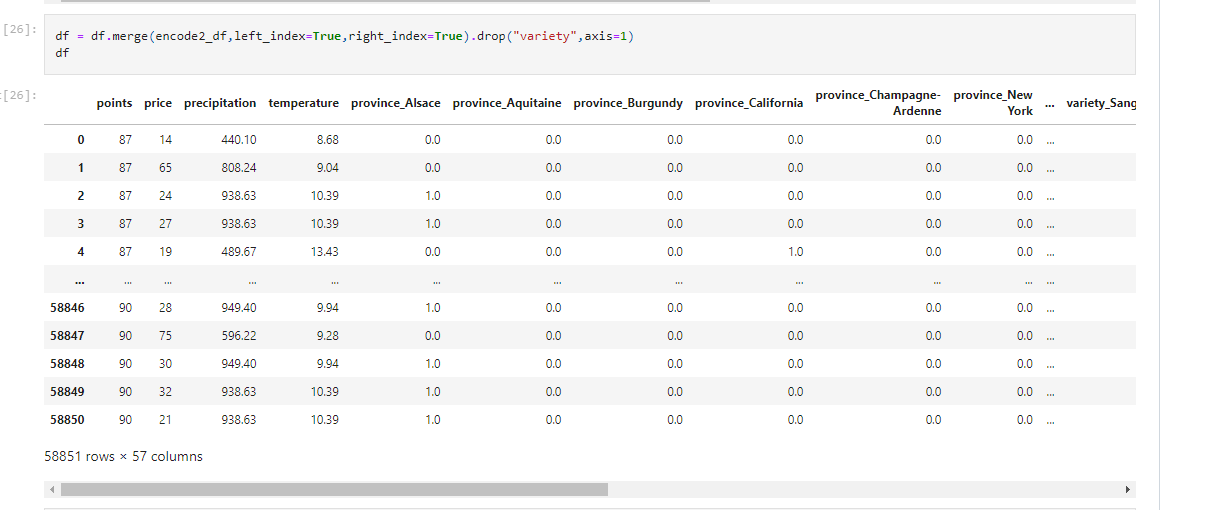 [26]:
df = df.merge(encode2_df,left_index=True,right_index=True).drop("variety",axis=1)
df
[26]:
points price precipitation temperature province_Alsace province_Aquitaine province_Burgundy province_California province_Champagne-Ardenne province_New York ... variety_Sang
0 87 14 440.10 8.68 0.0 0.0 0.0 0.0 0.0 0.0 ...
1 87 65 808.24 9.04 0.0 0.0 0.0 0.0 0.0 0.0 ...
2 87 24 938.63 10.39 1.0 0.0 0.0 0.0 0.0 0.0 ...
3 87 27 938.63 10.39 1.0 0.0 0.0 0.0 0.0 0.0 ...
4 87 19 489.67 13.43 0.0 0.0 0.0 1.0 0.0 0.0 ...
... ... ... ... ... ... ... ... ... ... ... ...
58846 90 28 949.40 9.94 1.0 0.0 0.0 0.0 0.0 0.0 ...
58847 90 75 596.22 9.28 0.0 0.0 0.0 0.0 0.0 0.0 ...
58848 90 30 949.40 9.94 1.0 0.0 0.0 0.0 0.0 0.0 ...
58849 90 32 938.63 10.39 1.0 0.0 0.0 0.0 0.0 0.0 ...
58850 90 21 938.63 10.39 1.0 0.0 0.0 0.0 0.0 0.0 ...
58851 rows × 57 columns